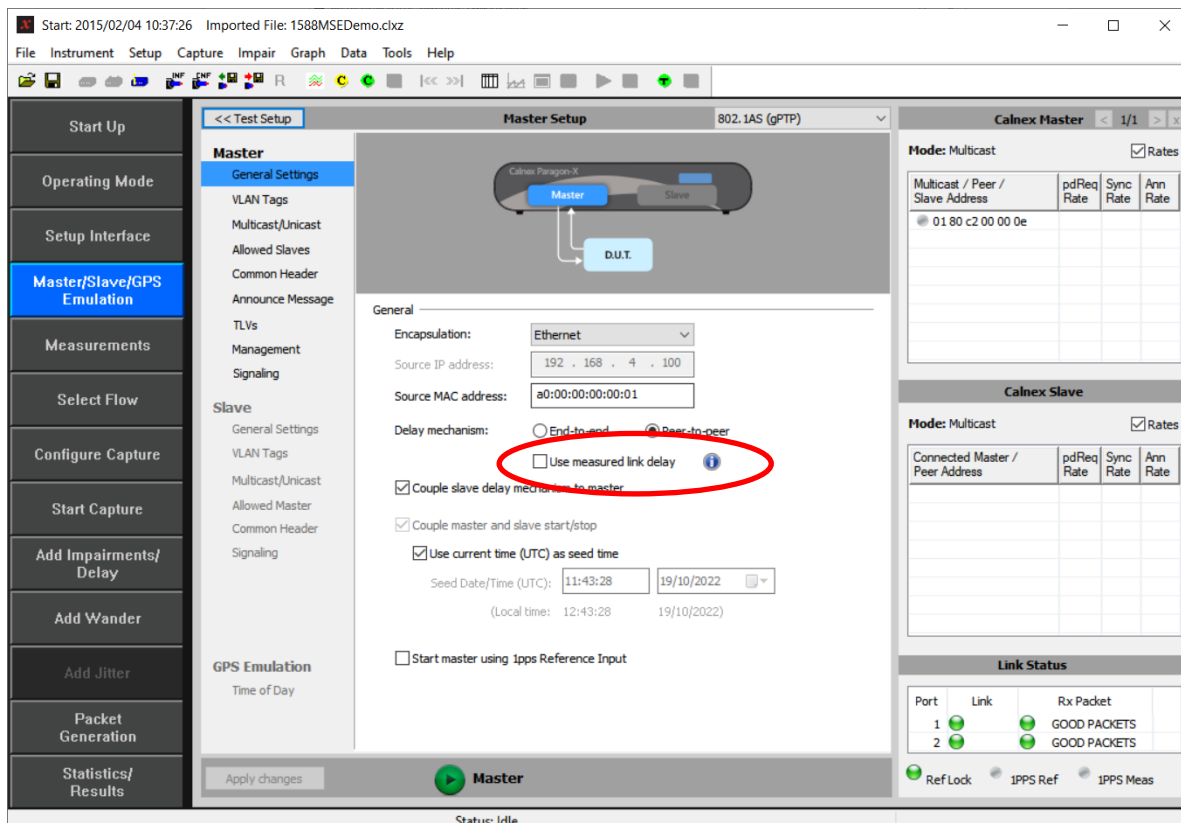 Start: 2015/02/04 10:37:26 Imported File: 1588MSEDemo.clxz
File Instrument Setup Capture Impair Graph Data Tools Help
INF CNF R C C T
Start Up
Operating Mode
Setup Interface
Master/Slave/GPS
Emulation
Measurements
Select Flow
Configure Capture
Start Capture
Add Impairments/
Delay
Add Wander
Add Jitter
Packet
Generation
Statistics/
Results
<< Test Setup
Master Setup
802.1AS (gPTP)
Master
General Settings
VLAN Tags
Multicast/Unicast
Allowed Slaves
Common Header
Announce Message
TLVs
Management
Signaling
Slave
General Settings
VLAN Tags
Multicast/Unicast
Allowed Master
Common Header
Signaling
GPS Emulation
Time of Day
Calnex Paragon-X
Master
Slave
D.U.T.
General
Encapsulation: Ethernet
Source IP address: 192 . 168 . 4 . 100
Source MAC address: a0:00:00:00:00:01
Delay mechanism: End-to-end Peer-to-peer
Use measured link delay
Couple slave delay mechanism to master
Couple master and slave start/stop
Use current time (UTC) as seed time
Seed Date/Time (UTC): 11:43:28 19/10/2022
(Local time: 12:43:28 19/10/2022)
Start master using 1pps Reference Input
Apply changes
Master
Calnex Master < 1/1 > x
Mode: Multicast Rates
Multicast / Peer /
Slave Address
pdReq
Rate
Sync
Rate
Ann
Rate
01 80 c2 00 00 0e
Calnex Slave
Mode: Multicast Rates
Connected Master /
Peer Address
pdReq
Rate
Sync
Rate
Ann
Rate
Link Status
Port Link Rx Packet
1 GOOD PACKETS
2 GOOD PACKETS
Ref Lock 1PPS Ref 1PPS Meas
Status: Idle